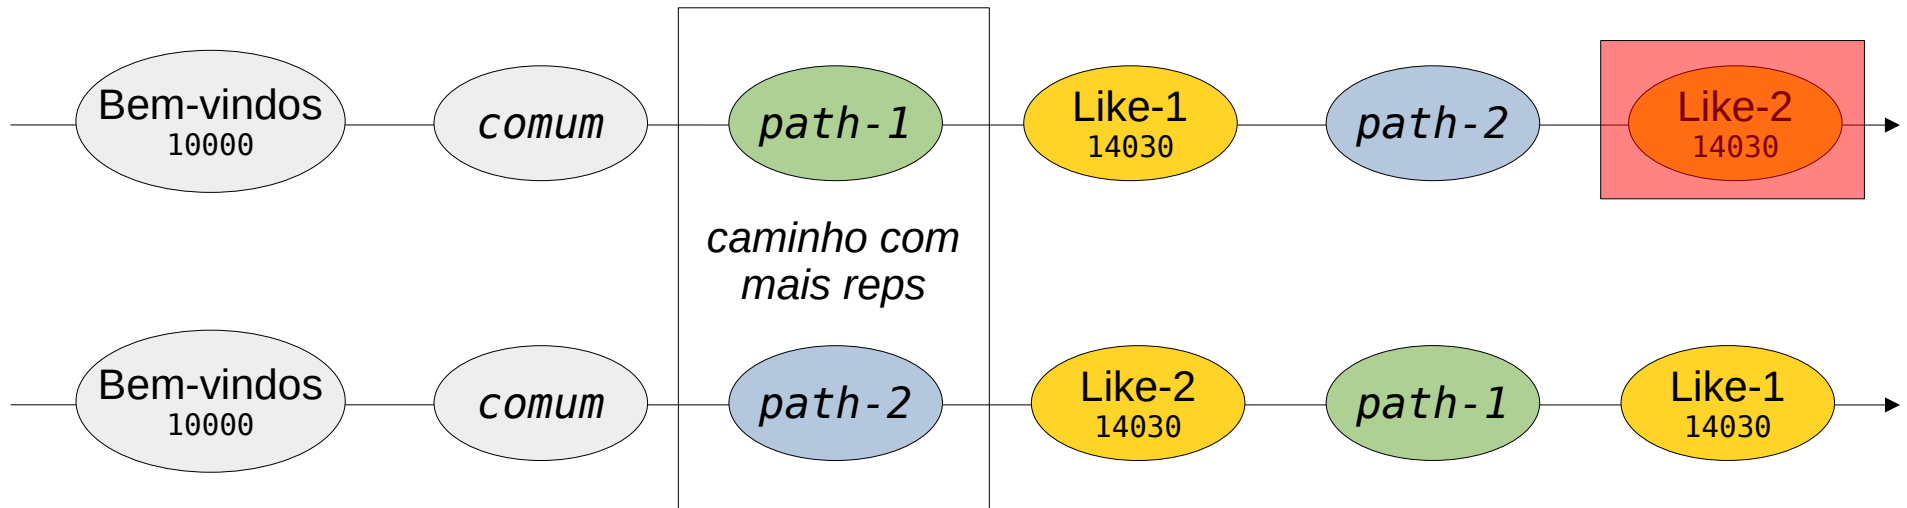 Bem-vindos
10000
comum
path-1
Like-1
14030
path-2
Like-2
14030
caminho com
mais reps
Bem-vindos
10000
comum
path-2
Like-2
14030
path-1
Like-1
14030